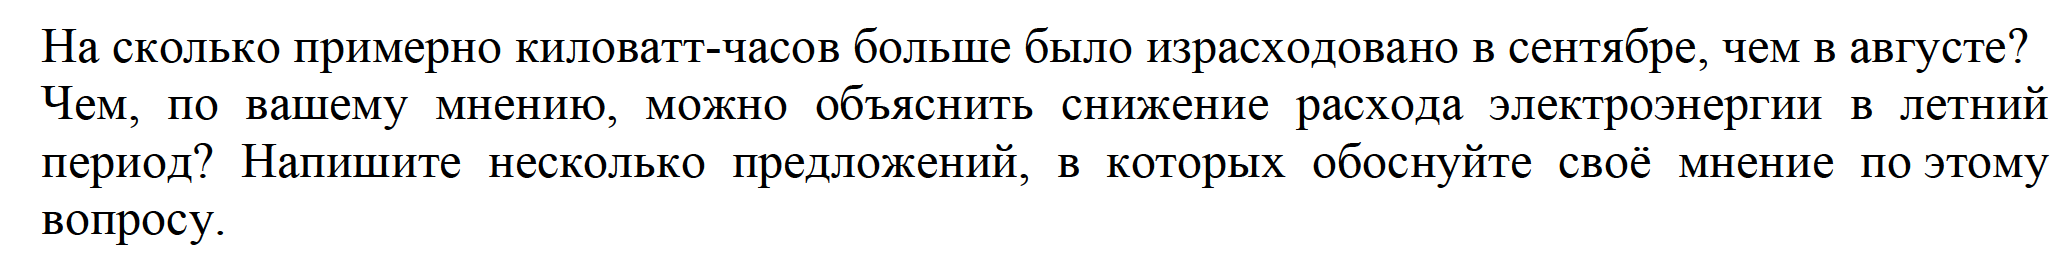 На сколько примерно киловатт-часов больше было израсходовано в сентябре, чем в августе?
Чем, по вашему мнению, можно объяснить снижение расхода электроэнергии в летний
период? Напишите несколько предложений, в которых обоснуйте своё мнение по этому
вопросу.